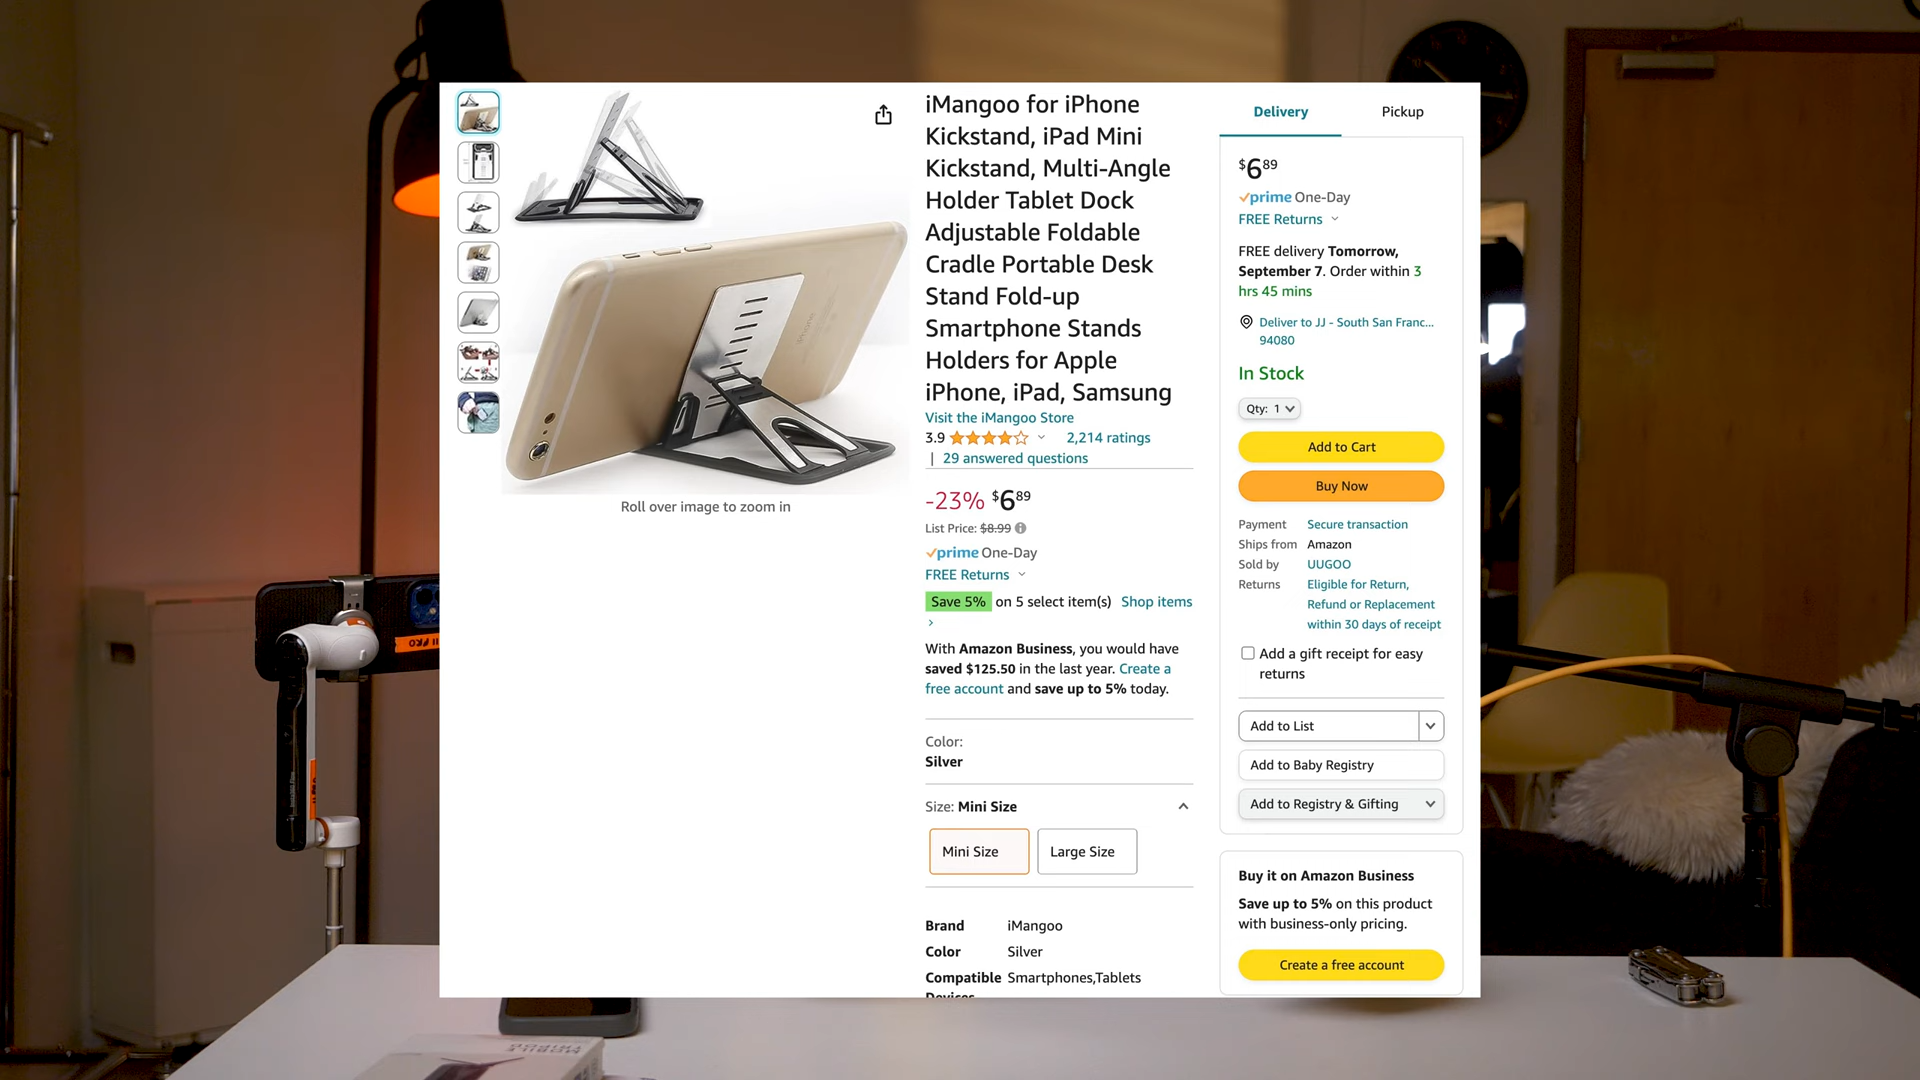 iMangoo for iPhone
Kickstand, iPad Mini
Kickstand, Multi-Angle
Holder Tablet Dock
Adjustable Foldable
Cradle Portable Desk
Stand Fold-up
Smartphone Stands
Holders for Apple
iPhone, iPad, Samsung
Visit the iMangoo Store
3.9 2,214 ratings
| 29 answered questions
-23% $6 89
List Price: $8.99
prime One-Day
FREE Returns
Save 5% on 5 select item(s) Shop items
›
With Amazon Business, you would have
saved $125.50 in the last year. Create a
free account and save up to 5% today.
Color:
Silver
Size: Mini Size
Mini Size Large Size
Brand iMangoo
Color Silver
Compatible Smartphones,Tablets
Devices
Roll over image to zoom in
Delivery Pickup
$6 89
prime One-Day
FREE Returns
FREE delivery Tomorrow,
September 7. Order within 3
hrs 45 mins
Deliver to JJ - South San Franc...
94080
In Stock
Qty: 1
Add to Cart
Buy Now
Payment Secure transaction
Ships from Amazon
Sold by UUGOO
Returns Eligible for Return,
Refund or Replacement
within 30 days of receipt
Add a gift receipt for easy
returns
Add to List
Add to Baby Registry
Add to Registry & Gifting
Buy it on Amazon Business
Save up to 5% on this product
with business-only pricing.
Create a free account
MOBILE
TRIPOD